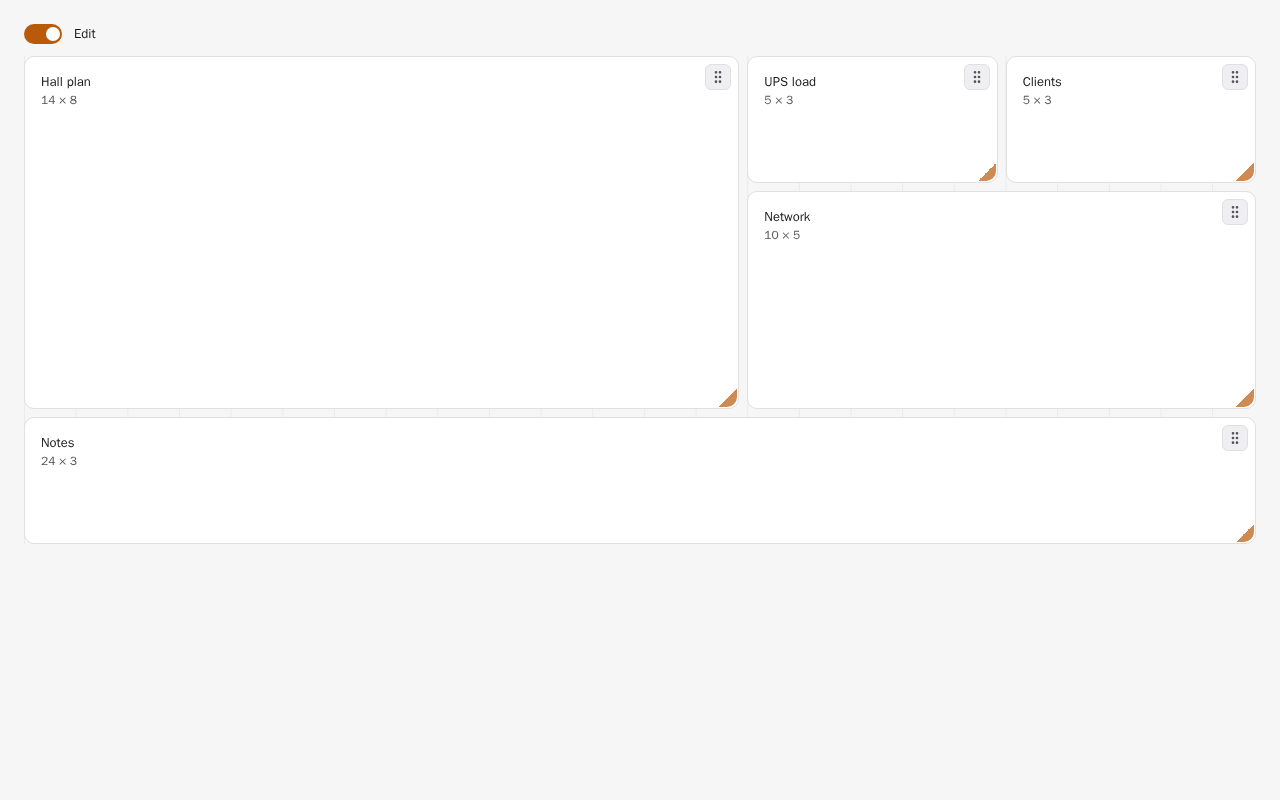 Edit
Hall plan
14 × 8
UPS load
5 × 3
Clients
5 × 3
Network
10 × 5
Notes
24 × 3